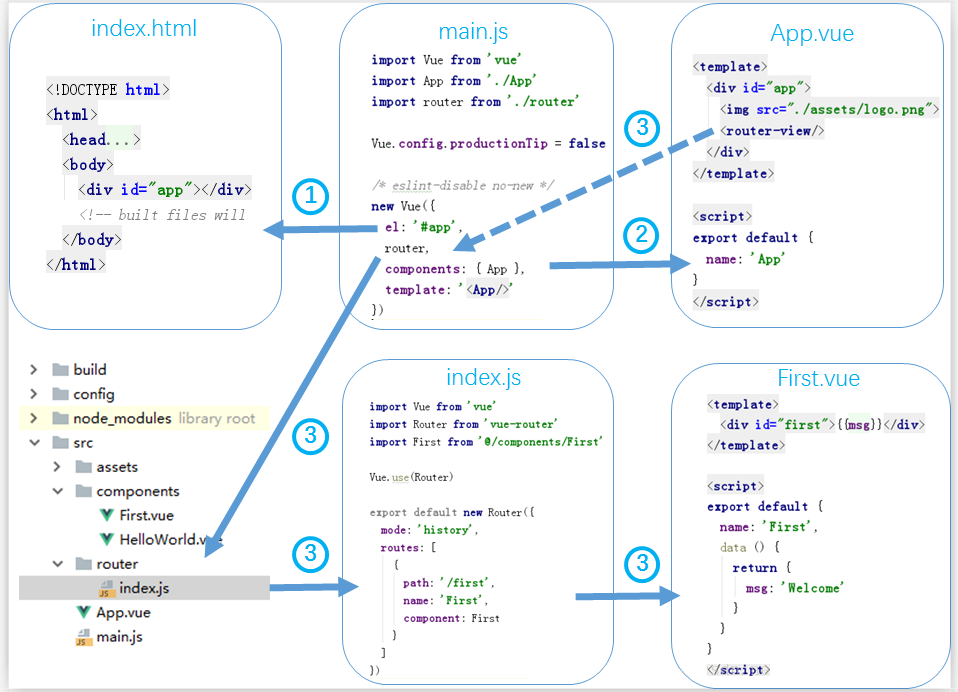 index.html
<!DOCTYPE html>
<html>
<head...>
<body>
<div id="app"></div>
<!-- built files will
</body>
</html>
1
main.js
import Vue from 'vue'
import App from './App'
import router from './router'
Vue.config.productionTip = false
/* eslint-disable no-new */
new Vue({
el: '#app',
router,
components: { App },
template: '<App/>'
})
3
2
App.vue
<template>
<div id="app">
<img src="./assets/logo.png">
<router-view/>
</div>
</template>
<script>
export default {
name: 'App'
}
</script>
build
config
node_modules library root
src
assets
components
First.vue
HelloWorld.vue
router
index.js
App.vue
main.js
3
3
index.js
import Vue from 'vue'
import Router from 'vue-router'
import First from '@/components/First'
Vue.use(Router)
export default new Router({
mode: 'history',
routes: [
{
path: '/first',
name: 'First',
component: First
}
]
})
3
First.vue
<template>
<div id="first">{{msg}}</div>
</template>
<script>
export default {
name: 'First',
data () {
return {
msg: 'Welcome'
}
}
}
</script>